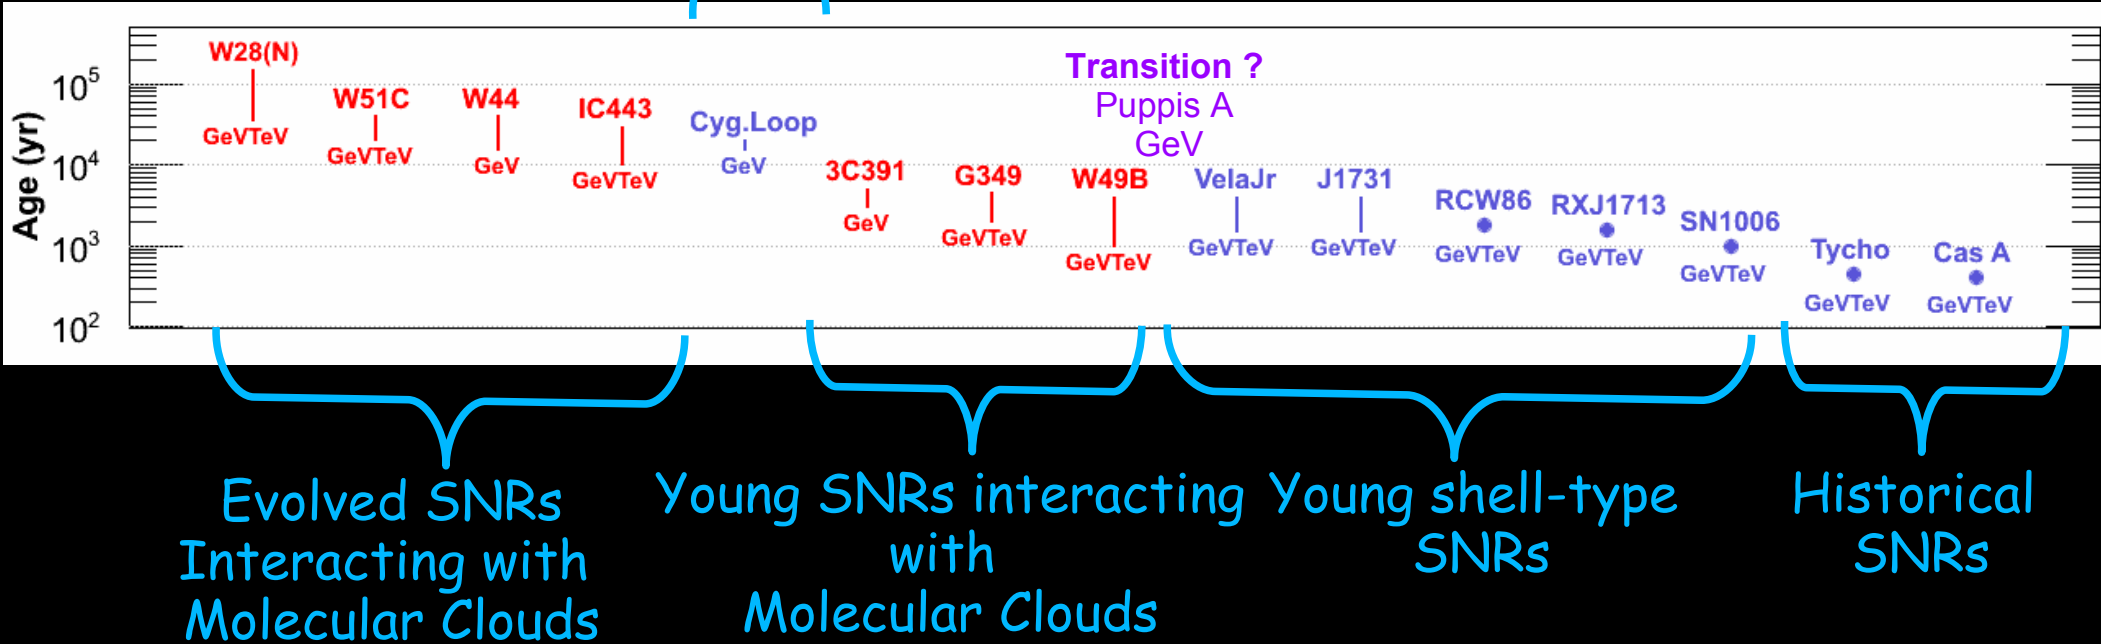 Age (yr)
10^5
10^4
10^3
10^2
W28(N)
GeVTeV
W51C
GeVTeV
W44
GeV
IC443
GeVTeV
Cyg.Loop
GeV
3C391
GeV
G349
GeVTeV
W49B
GeVTeV
Transition ?
Puppis A
GeV
VelaJr
GeVTeV
J1731
GeVTeV
RCW86
GeVTeV
RXJ1713
GeVTeV
SN1006
GeVTeV
Tycho
GeVTeV
Cas A
GeVTeV
Evolved SNRs
Interacting with
Molecular Clouds
Young SNRs interacting
with
Molecular Clouds
Young shell-type
SNRs
Historical
SNRs